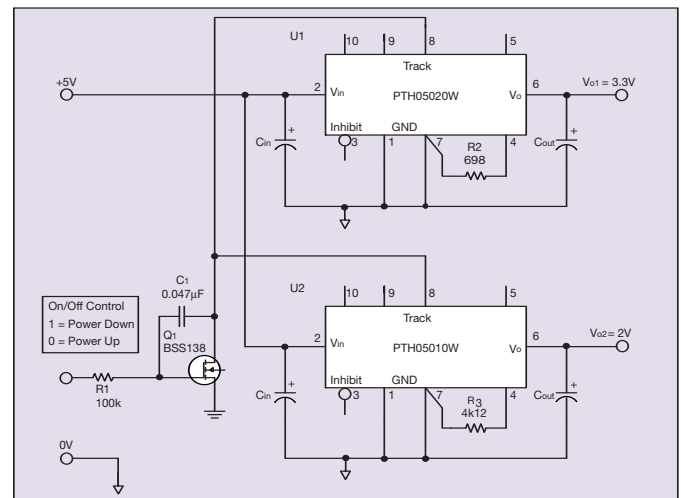 U1
10 9 8 5
Track
+5V
2 Vin
PTH05020W
Vo 6
Vo1 = 3.3V
Inhibit GND
3 1 7 4
R2
698
Cin +
Cout +
C1
0.047µF
On/Off Control
1 = Power Down
0 = Power Up
Q1
BSS138
R1
100k
0V
U2
10 9 8 5
Track
2 Vin
PTH05010W
Vo 6
Vo2 = 2V
Inhibit GND
3 1 7 4
R3
4k12
Cin +
Cout +